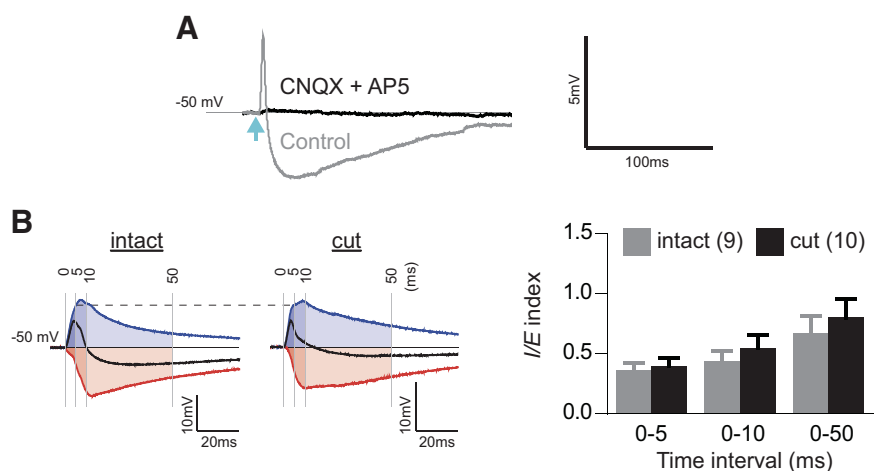 A
CNQX + AP5
-50 mV
Control
5mV
100ms
B
intact
cut
0 5 10 50
0 5 10 50 (ms)
-50 mV
10mV
20ms
10mV
20ms
intact (9) cut (10)
I/E index
1.5
1.0
0.5
0.0
0-5 0-10 0-50
Time interval (ms)